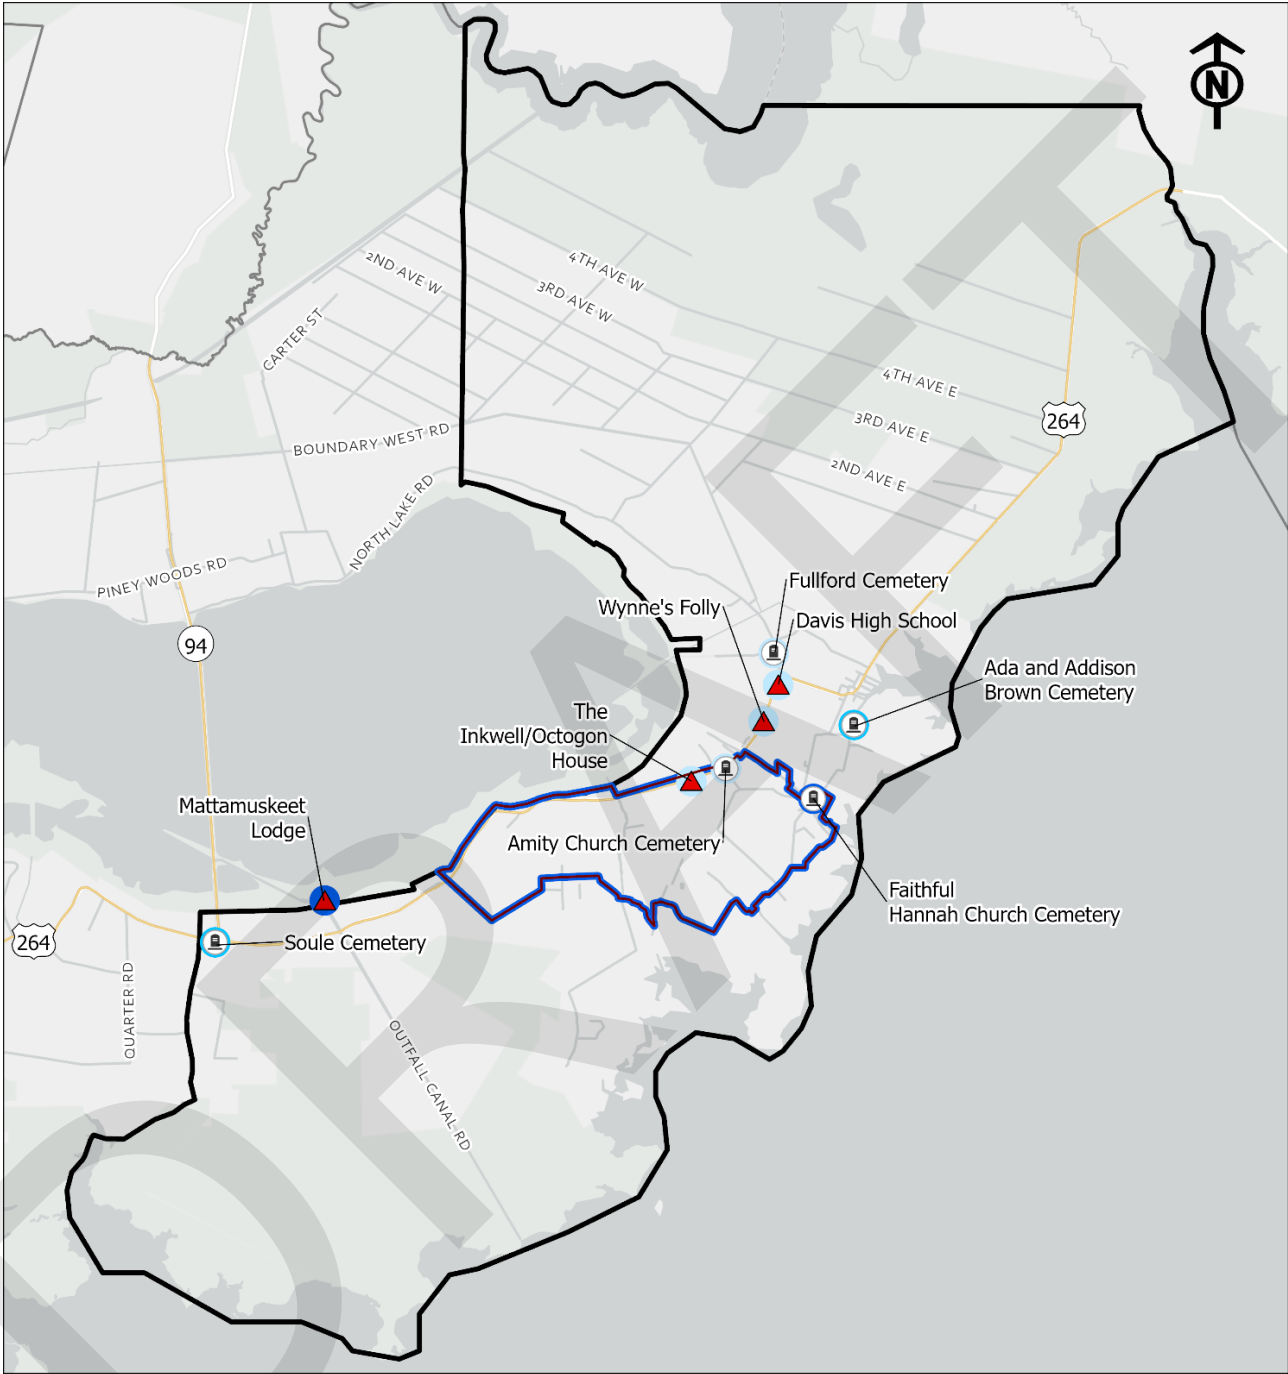 N
2ND AVE W
4TH AVE W
3RD AVE W
CARTER ST
4TH AVE E
264
3RD AVE E
BOUNDARY WEST RD
2ND AVE E
NORTH LAKE RD
PINEY WOODS RD
Fullford Cemetery
Wynne's Folly
Davis High School
94
Ada and Addison
Brown Cemetery
The
Inkwell/Octogon
House
Mattamuskeet
Lodge
Amity Church Cemetery
Faithful
Hannah Church Cemetery
264
Soule Cemetery
QUARTER RD
OUTFALL CANAL RD
DRAFT